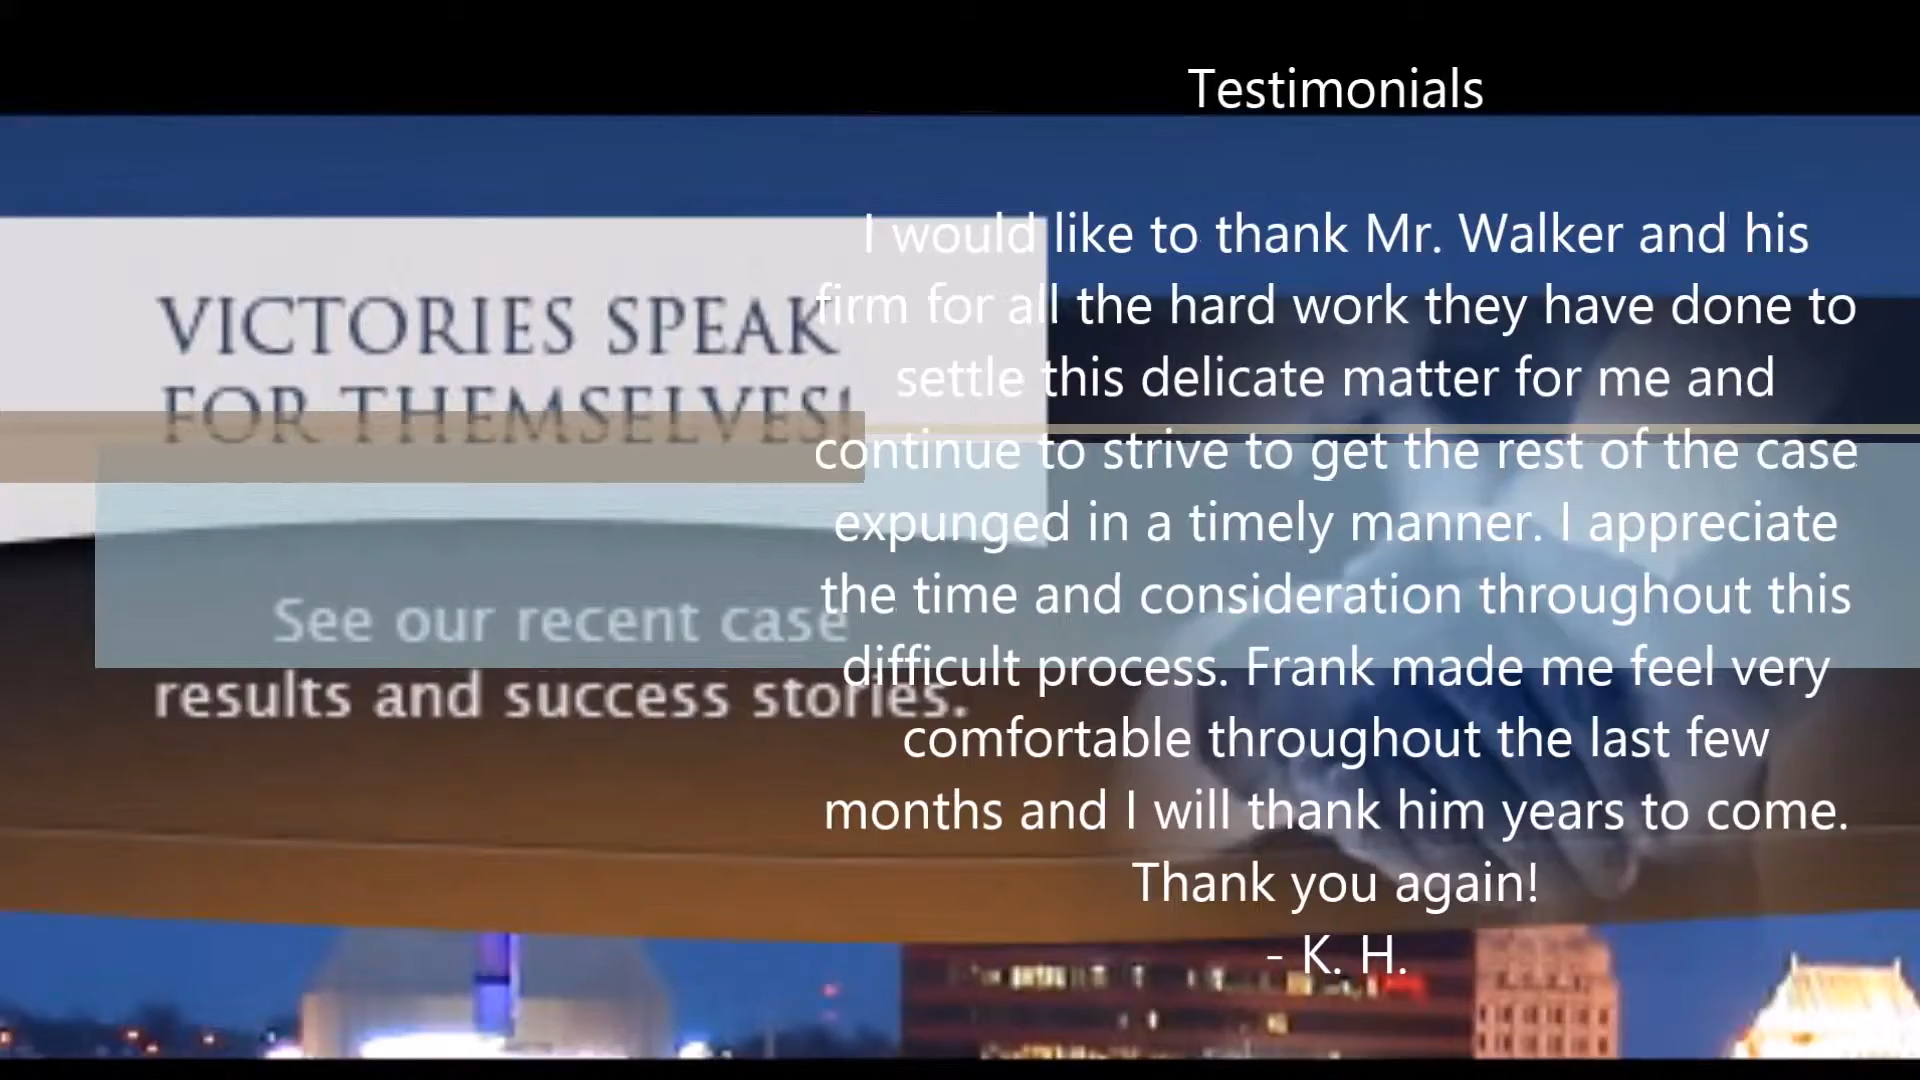 Testimonials
VICTORIES SPEAK
FOR THEMSELVES!
See our recent case
results and success stories.
I would like to thank Mr. Walker and his
firm for all the hard work they have done to
settle this delicate matter for me and
continue to strive to get the rest of the case
expunged in a timely manner. I appreciate
the time and consideration throughout this
difficult process. Frank made me feel very
comfortable throughout the last few
months and I will thank him years to come.
Thank you again!
- K. H.